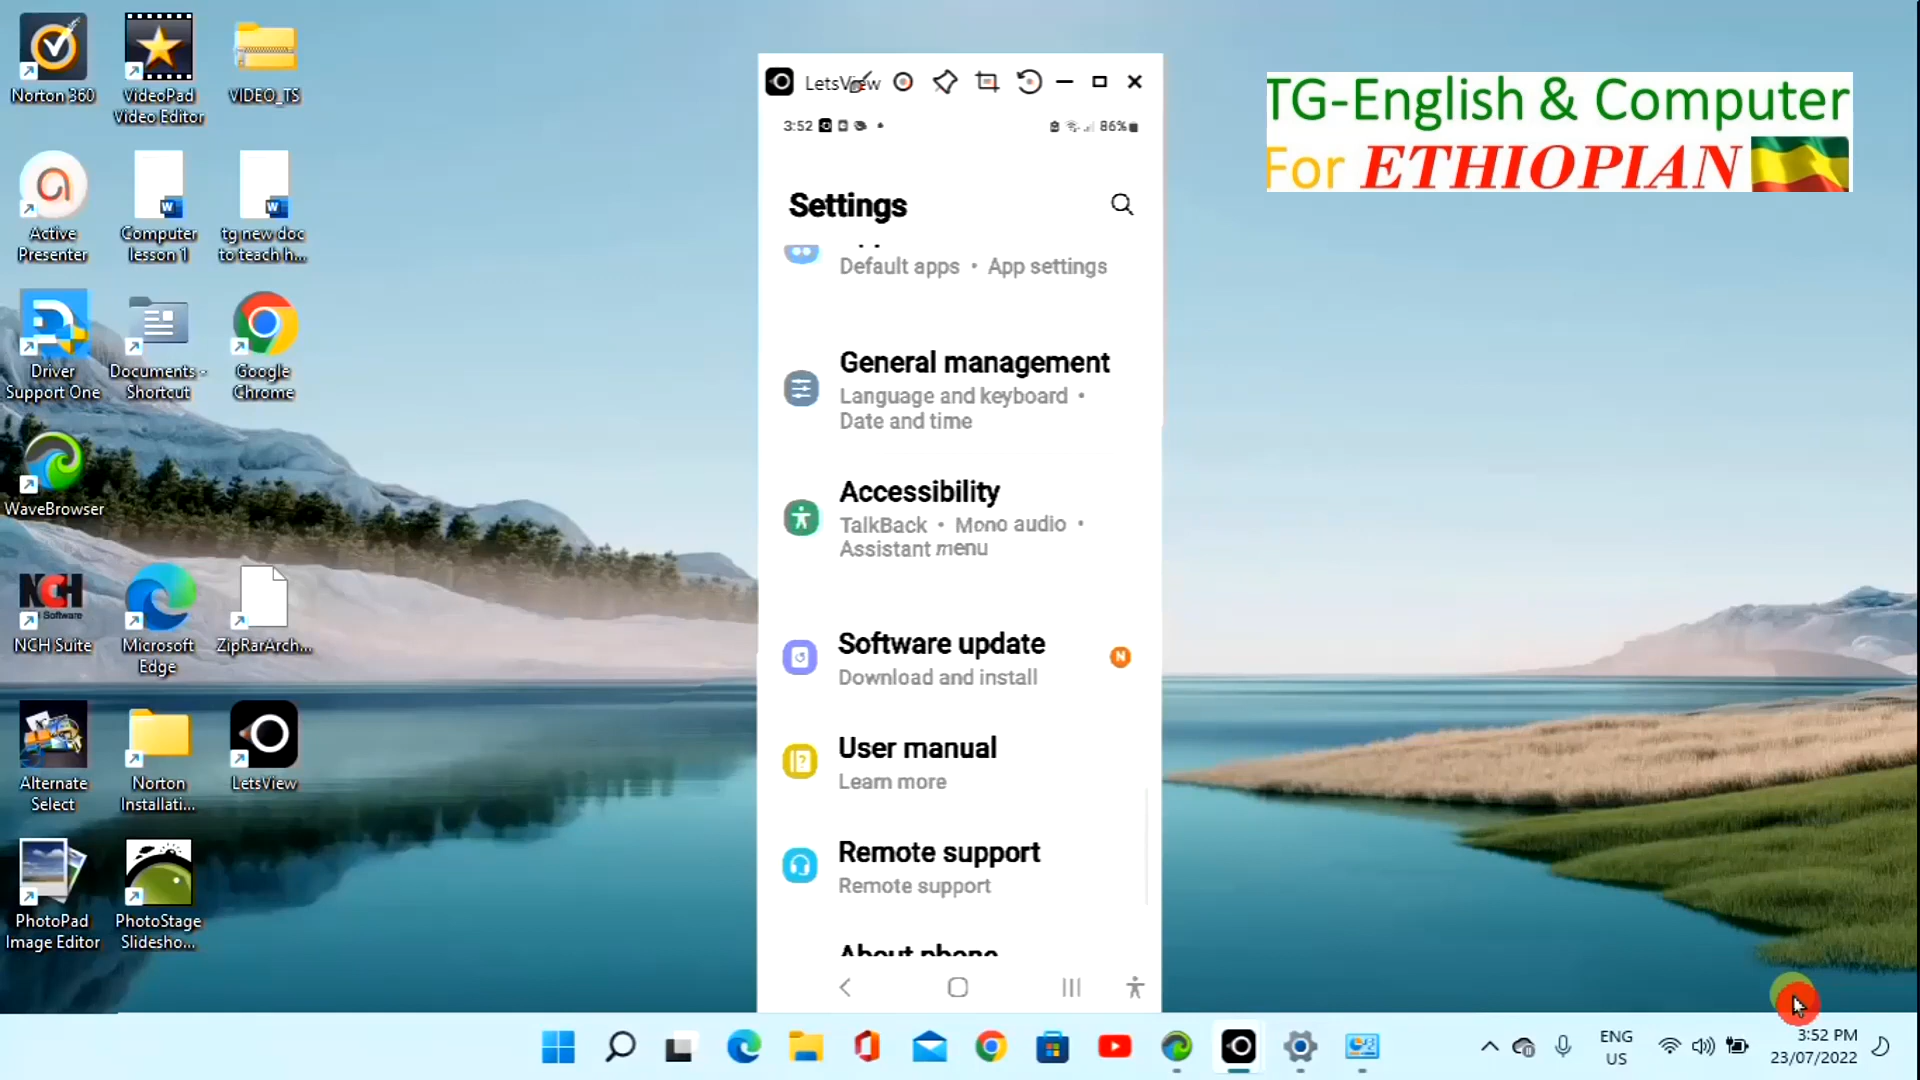 Norton 360
VideoPad
Video Editor
VIDEO_TS
Active
Presenter
Computer
lesson 1
tg new doc
to teach h...
Driver
Support One
Documents -
Shortcut
Google
Chrome
WaveBrowser
NCH
Software
NCH Suite
Microsoft
Edge
ZipRarArch...
Alternate
Select
Norton
Installati...
LetsView
PhotoPad
Image Editor
PhotoStage
Slidesho...
LetsView
3:52
86%
Settings
Default apps • App settings
General management
Language and keyboard •
Date and time
Accessibility
TalkBack • Mono audio •
Assistant menu
Software update
N
Download and install
User manual
Learn more
Remote support
Remote support
About phone
TG-English & Computer
For ETHIOPIAN
ENG
US
3:52 PM
23/07/2022